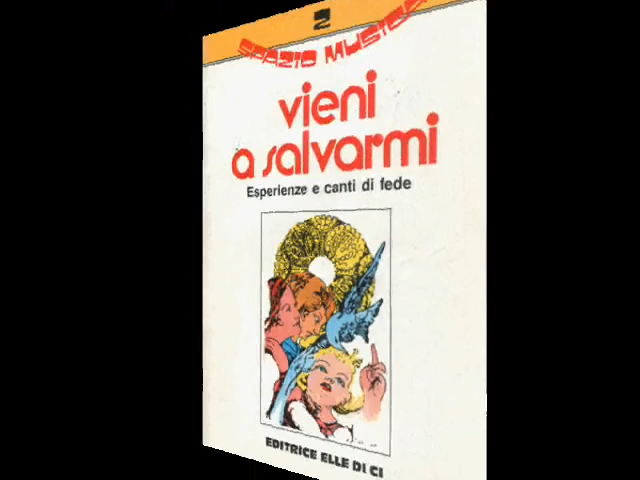 2
SPAZIO MUSICA
vieni
a salvarmi
Esperienze e canti di fede
EDITRICE ELLE DI CI